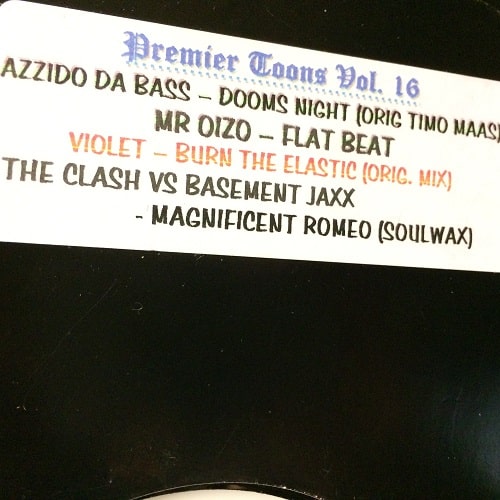 Premier Toons Vol. 16
AZZIDO DA BASS – DOOMS NIGHT (ORIG TIMO MAAS)
MR OIZO – FLAT BEAT
VIOLET – BURN THE ELASTIC (ORIG. MIX)
THE CLASH VS BASEMENT JAXX
- MAGNIFICENT ROMEO (SOULWAX)